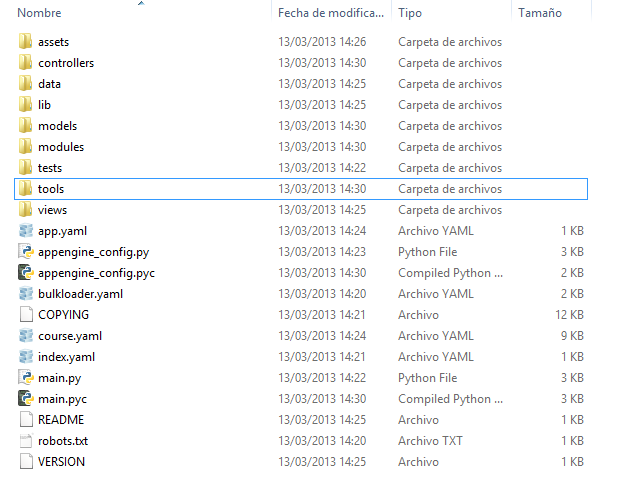 Nombre Fecha de modifica... Tipo Tamaño
assets 13/03/2013 14:26 Carpeta de archivos
controllers 13/03/2013 14:30 Carpeta de archivos
data 13/03/2013 14:25 Carpeta de archivos
lib 13/03/2013 14:25 Carpeta de archivos
models 13/03/2013 14:30 Carpeta de archivos
modules 13/03/2013 14:30 Carpeta de archivos
tests 13/03/2013 14:22 Carpeta de archivos
tools 13/03/2013 14:30 Carpeta de archivos
views 13/03/2013 14:25 Carpeta de archivos
app.yaml 13/03/2013 14:24 Archivo YAML 1 KB
appengine_config.py 13/03/2013 14:23 Python File 3 KB
appengine_config.pyc 13/03/2013 14:30 Compiled Python ... 2 KB
bulkloader.yaml 13/03/2013 14:20 Archivo YAML 2 KB
COPYING 13/03/2013 14:21 Archivo 12 KB
course.yaml 13/03/2013 14:24 Archivo YAML 9 KB
index.yaml 13/03/2013 14:21 Archivo YAML 1 KB
main.py 13/03/2013 14:22 Python File 3 KB
main.pyc 13/03/2013 14:30 Compiled Python ... 3 KB
README 13/03/2013 14:25 Archivo 1 KB
robots.txt 13/03/2013 14:20 Archivo TXT 1 KB
VERSION 13/03/2013 14:25 Archivo 1 KB